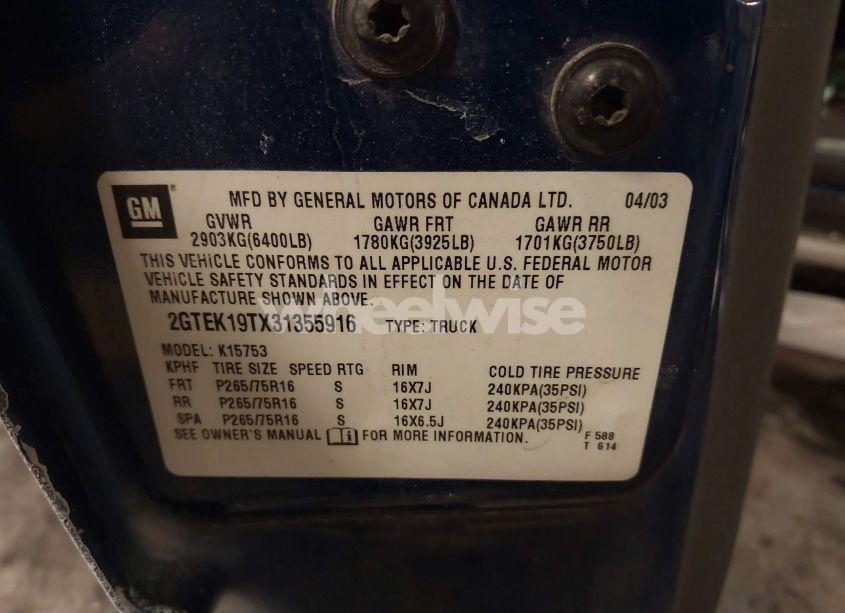 GM ® MFD BY GENERAL MOTORS OF CANADA LTD. 04/03
GVWR GAWR FRT GAWR RR
2903KG(6400LB) 1780KG(3925LB) 1701KG(3750LB)
THIS VEHICLE CONFORMS TO ALL APPLICABLE U.S. FEDERAL MOTOR
VEHICLE SAFETY STANDARDS IN EFFECT ON THE DATE OF
MANUFACTURE SHOWN ABOVE.
wheelwise
2GTEK19TX31355916 TYPE: TRUCK
MODEL: K15753
KPHF TIRE SIZE SPEED RTG RIM COLD TIRE PRESSURE
FRT P265/75R16 S 16X7J 240KPA(35PSI)
RR P265/75R16 S 16X7J 240KPA(35PSI)
SPA P265/75R16 S 16X6.5J 240KPA(35PSI)
SEE OWNER'S MANUAL FOR MORE INFORMATION. F 588
T 614